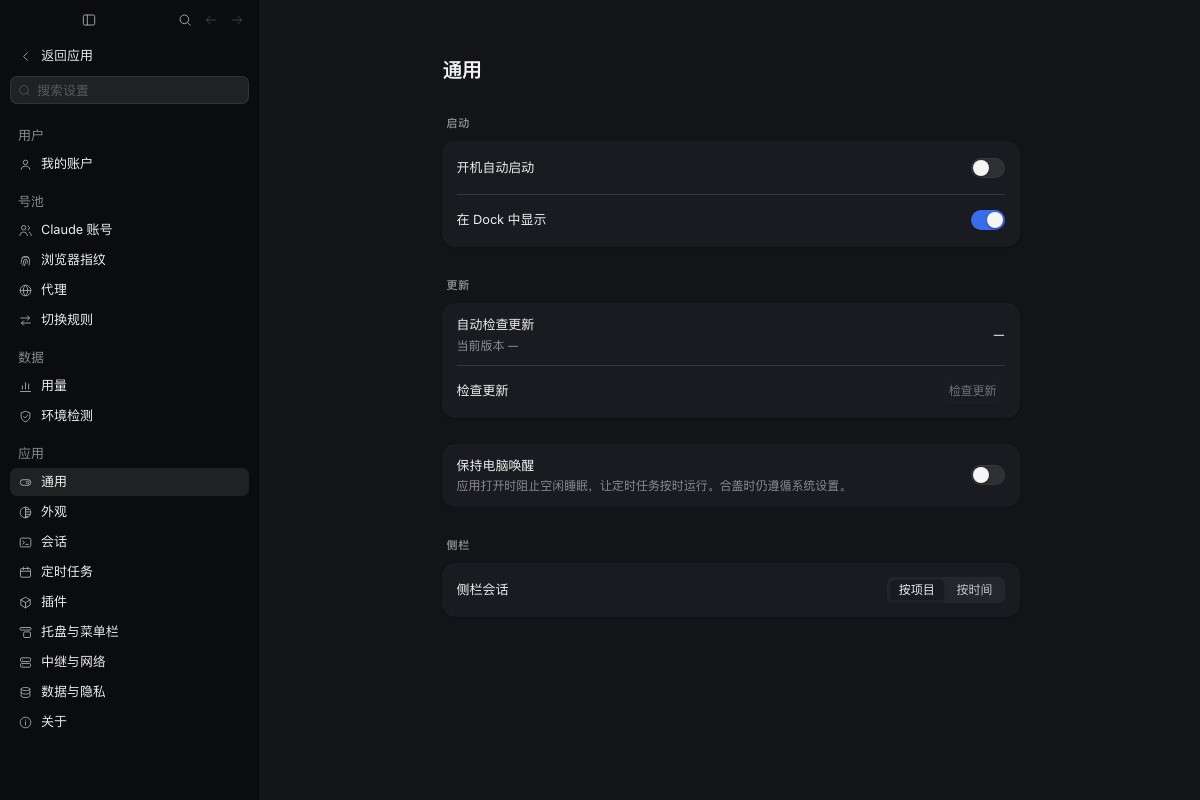 返回应用
搜索设置
用户
我的账户
号池
Claude 账号
浏览器指纹
代理
切换规则
数据
用量
环境检测
应用
通用
外观
会话
定时任务
插件
托盘与菜单栏
中继与网络
数据与隐私
关于
通用
启动
开机自动启动
在 Dock 中显示
更新
自动检查更新
当前版本 —
—
检查更新
检查更新
保持电脑唤醒
应用打开时阻止空闲睡眠，让定时任务按时运行。合盖时仍遵循系统设置。
侧栏
侧栏会话
按项目
按时间